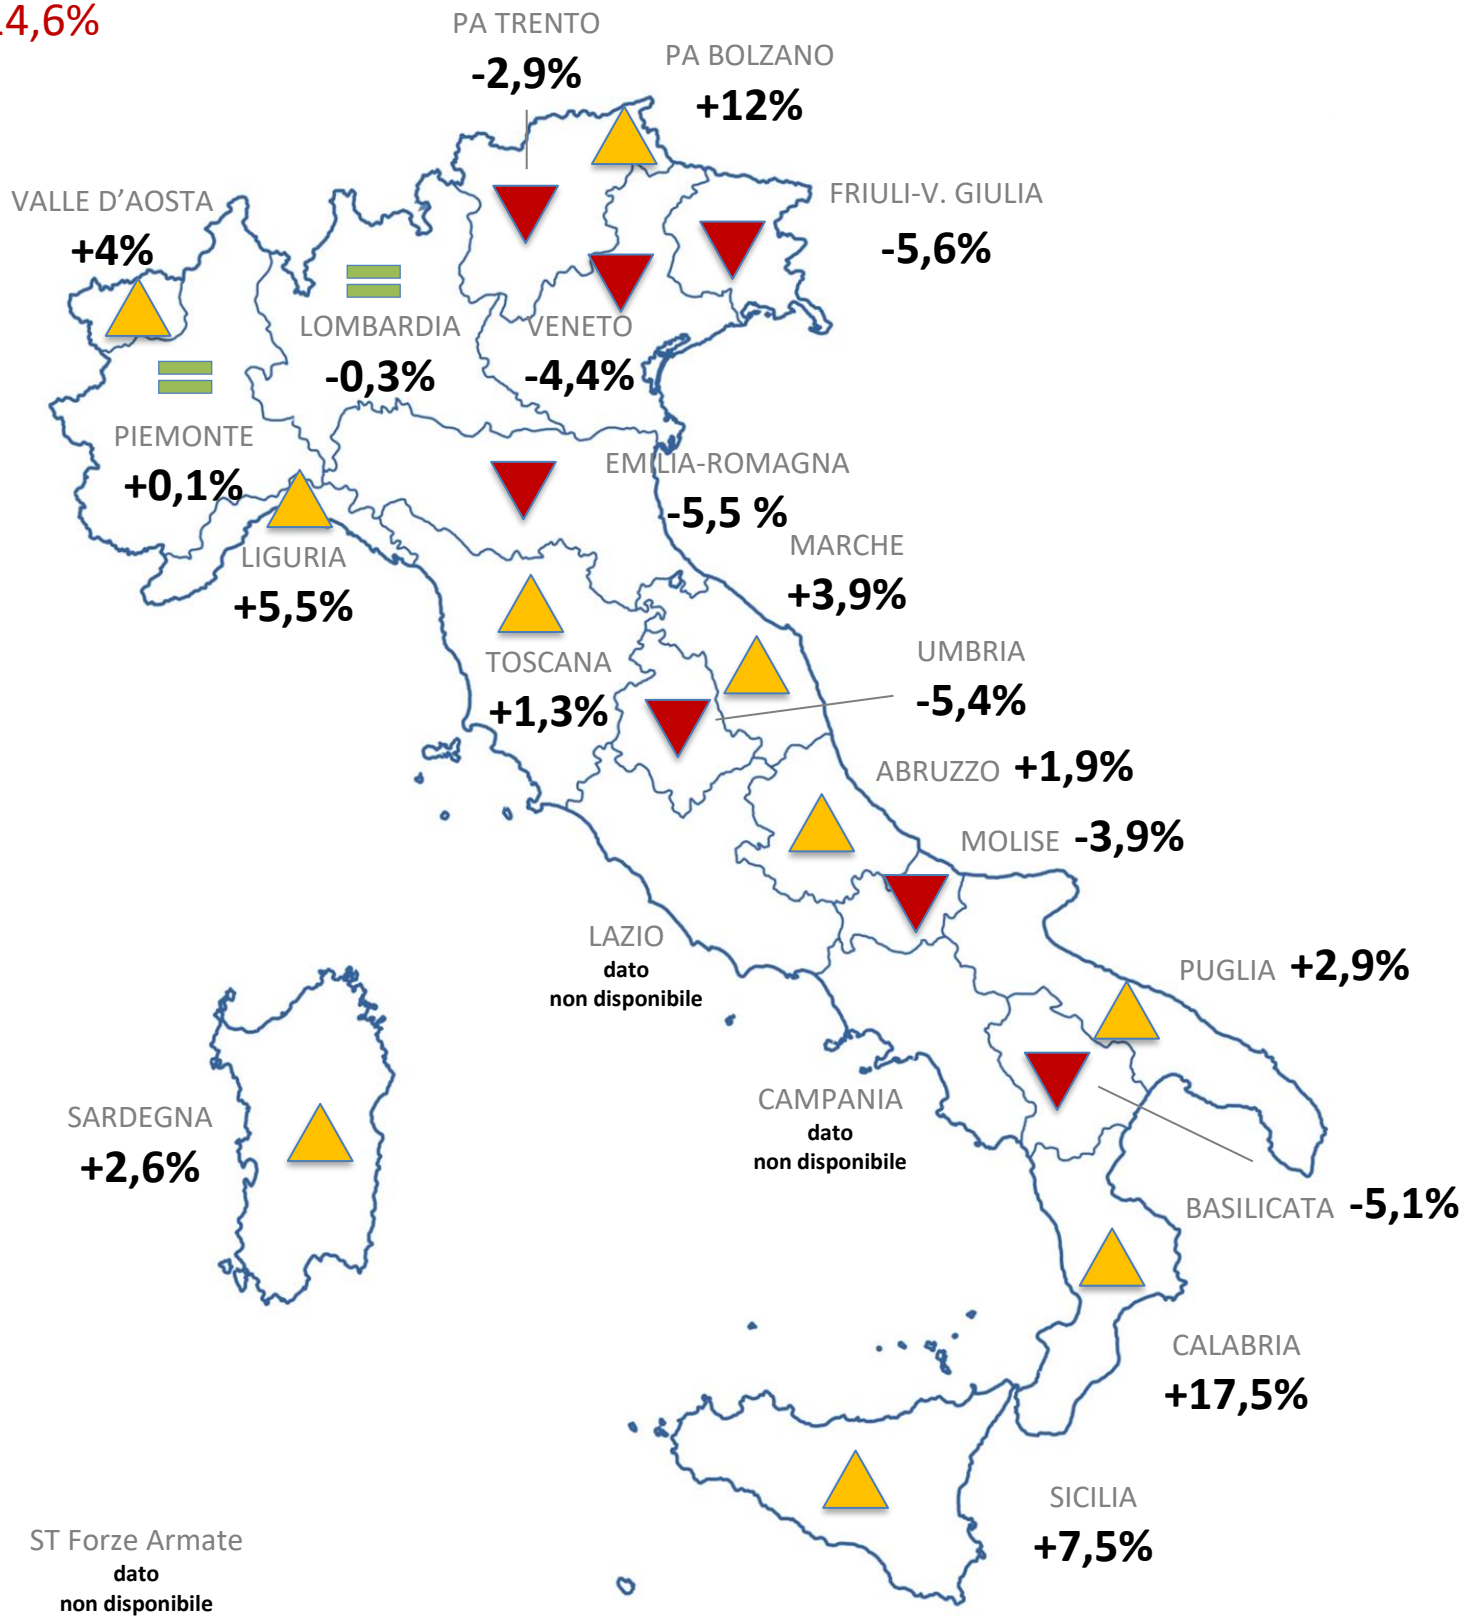 4,6%
PA TRENTO
-2,9%
PA BOLZANO
+12%
VALLE D’AOSTA
+4%
FRIULI-V. GIULIA
-5,6%
LOMBARDIA
-0,3%
VENETO
-4,4%
PIEMONTE
+0,1%
EMILIA-ROMAGNA
-5,5 %
LIGURIA
+5,5%
MARCHE
+3,9%
TOSCANA
+1,3%
UMBRIA
-5,4%
ABRUZZO +1,9%
MOLISE -3,9%
LAZIO
dato
non disponibile
PUGLIA +2,9%
CAMPANIA
dato
non disponibile
SARDEGNA
+2,6%
BASILICATA -5,1%
CALABRIA
+17,5%
SICILIA
+7,5%
ST Forze Armate
dato
non disponibile